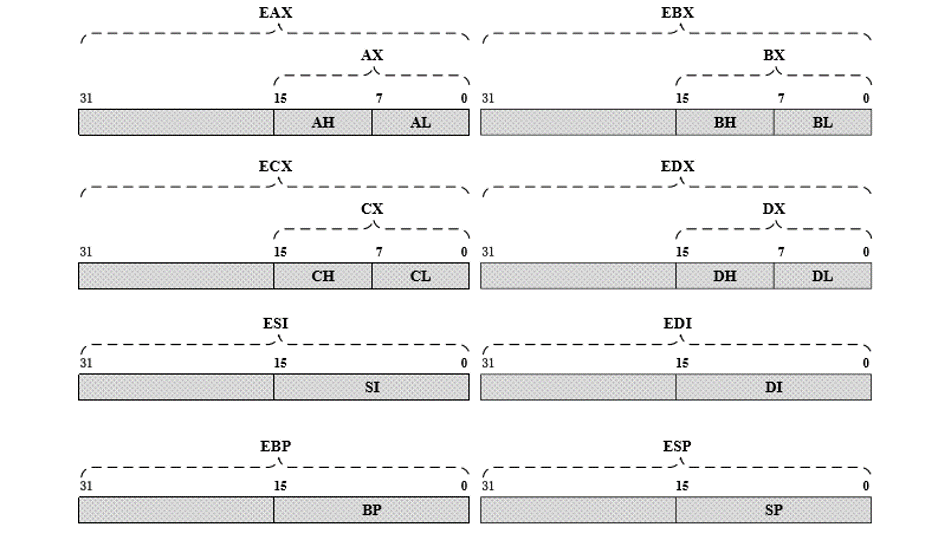 EAX EBX
AX BX
31 15 7 0 31 15 7 0
AH AL BH BL
ECX EDX
CX DX
31 15 7 0 31 15 7 0
CH CL DH DL
ESI EDI
31 15 0 31 15 0
SI DI
EBP ESP
31 15 0 31 15 0
BP SP